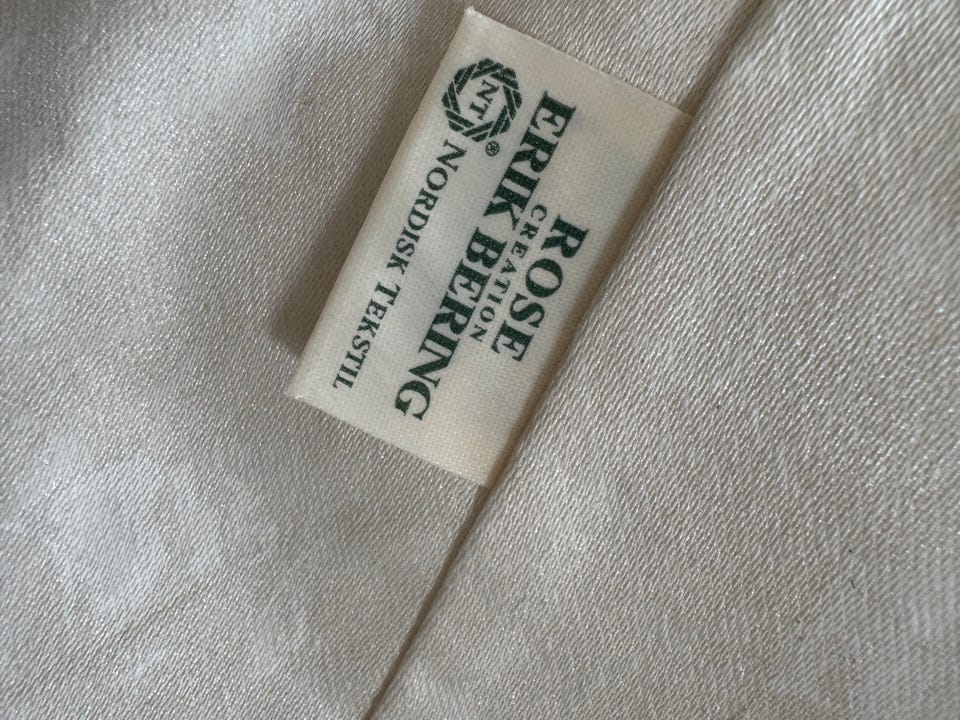 ROSE
CREATION
ERIK BERING
NT® NORDISK TEKSTIL